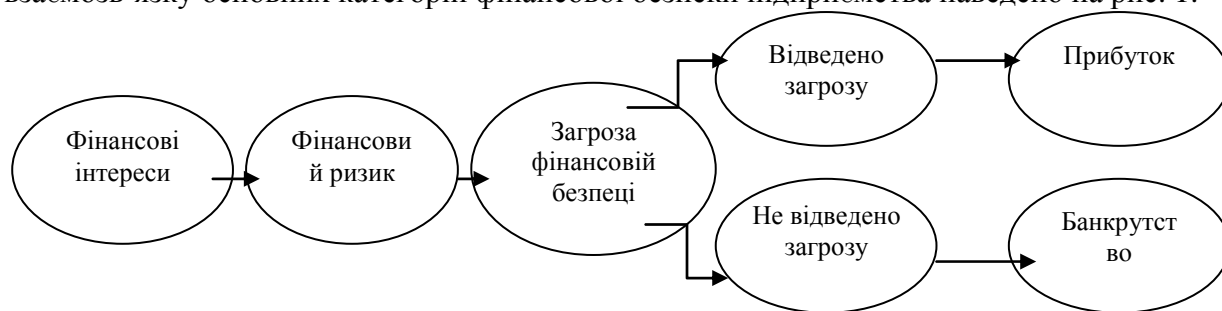 взаємозв'язку основних категорій фінансової безпеки підприємства наведено на рис. 1.
Фінансові
інтереси
Фінансови
й ризик
Загроза
фінансовій
безпеці
Відведено
загрозу
Прибуток
Не відведено
загрозу
Банкрутст
во